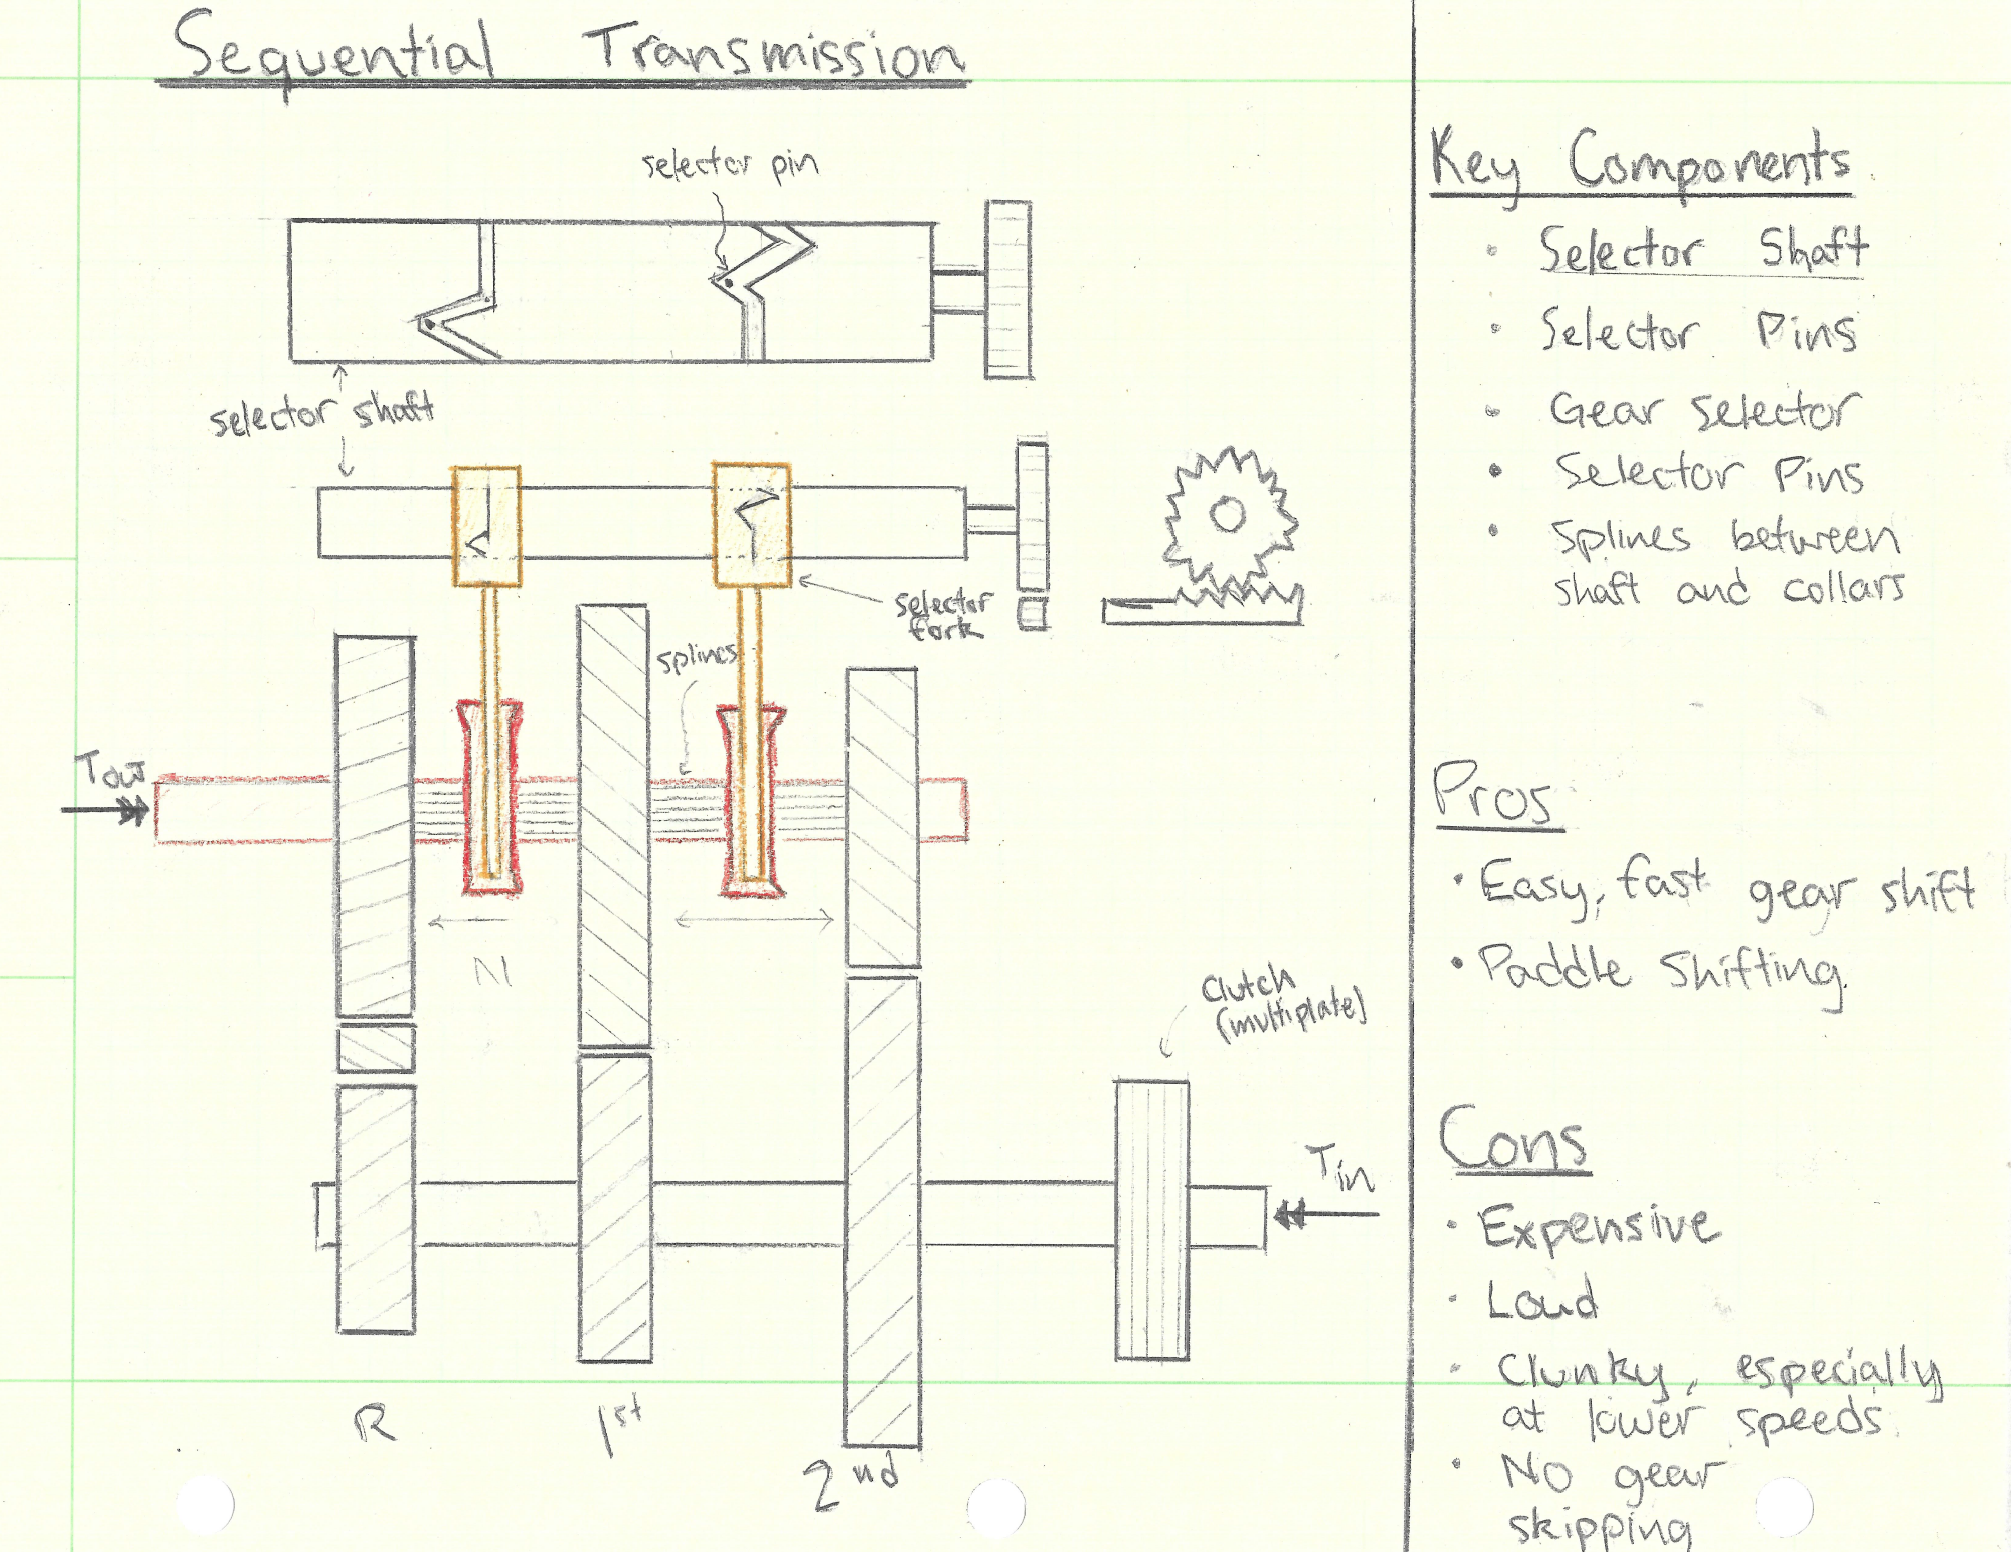 Sequential Transmission
selector pin
selector shaft
selector
fork
splines
Tout
N
Clutch
(multiplate)
Tin
R
1st
2nd
Key Components
• Selector Shaft
• Selector Pins
• Gear selector
• Selector Pins
• Splines between
shaft and collars
Pros
• Easy, fast gear shift
• Paddle Shifting
Cons
• Expensive
• Loud
• Clunky, especially
at lower speeds
• No gear
skipping